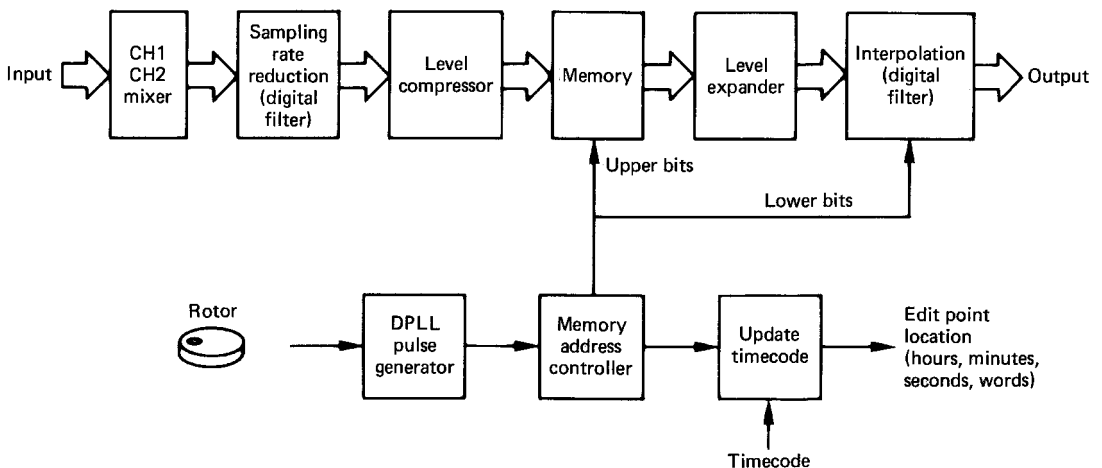 Input
CH1
CH2
mixer
Sampling
rate
reduction
(digital
filter)
Level
compressor
Memory
Level
expander
Interpolation
(digital
filter)
Output
Upper bits
Lower bits
Rotor
DPLL
pulse
generator
Memory
address
controller
Update
timecode
Edit point
location
(hours, minutes,
seconds, words)
Timecode